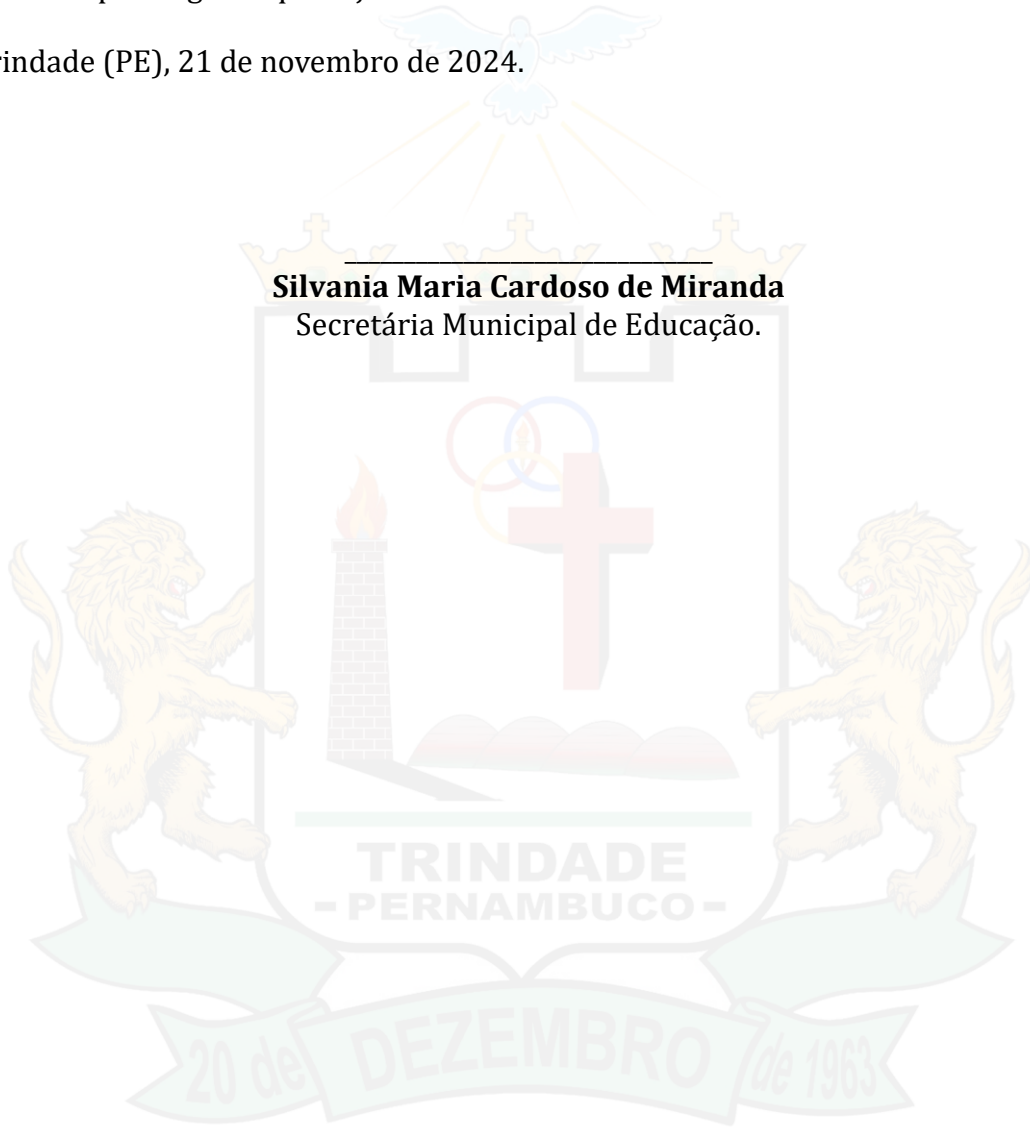 rindade (PE), 21 de novembro de 2024.
Silvania Maria Cardoso de Miranda
Secretária Municipal de Educação.
TRINDADE
- PERNAMBUCO -
20 de DEZEMBRO de 1963